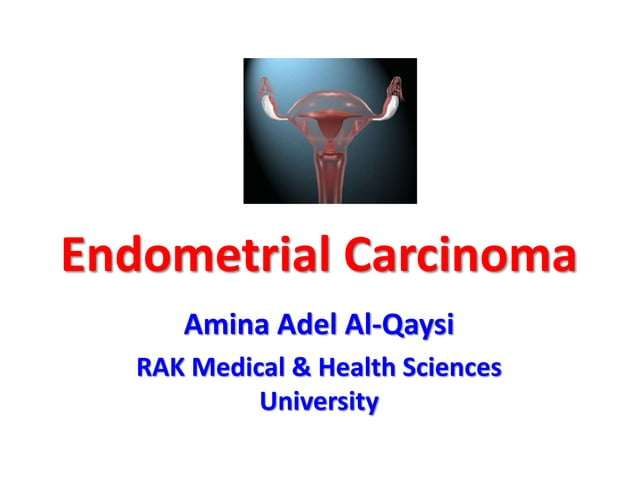 Endometrial Carcinoma
Amina Adel Al-Qaysi
RAK Medical & Health Sciences
University